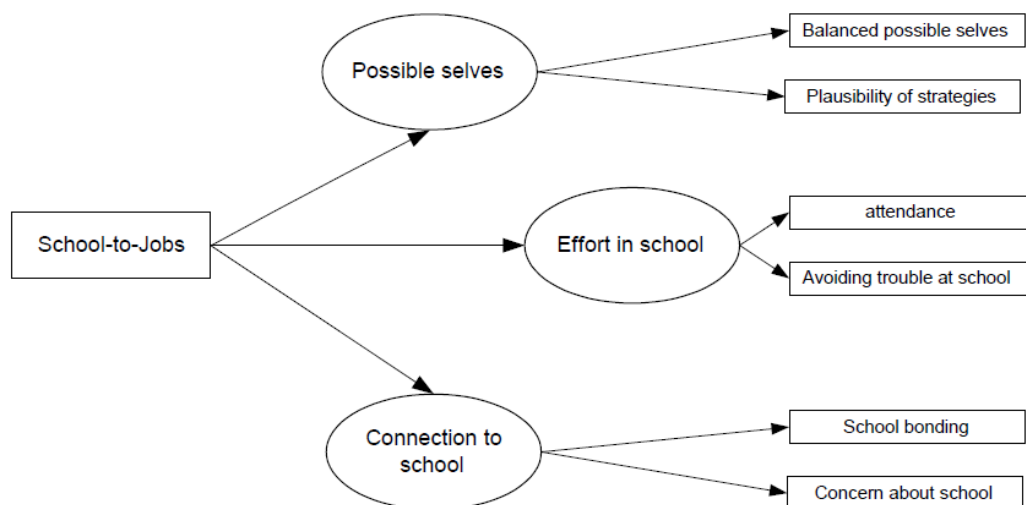 Balanced possible selves
Possible selves
Plausibility of strategies
attendance
School-to-Jobs
Effort in school
Avoiding trouble at school
School bonding
Connection to
school
Concern about school